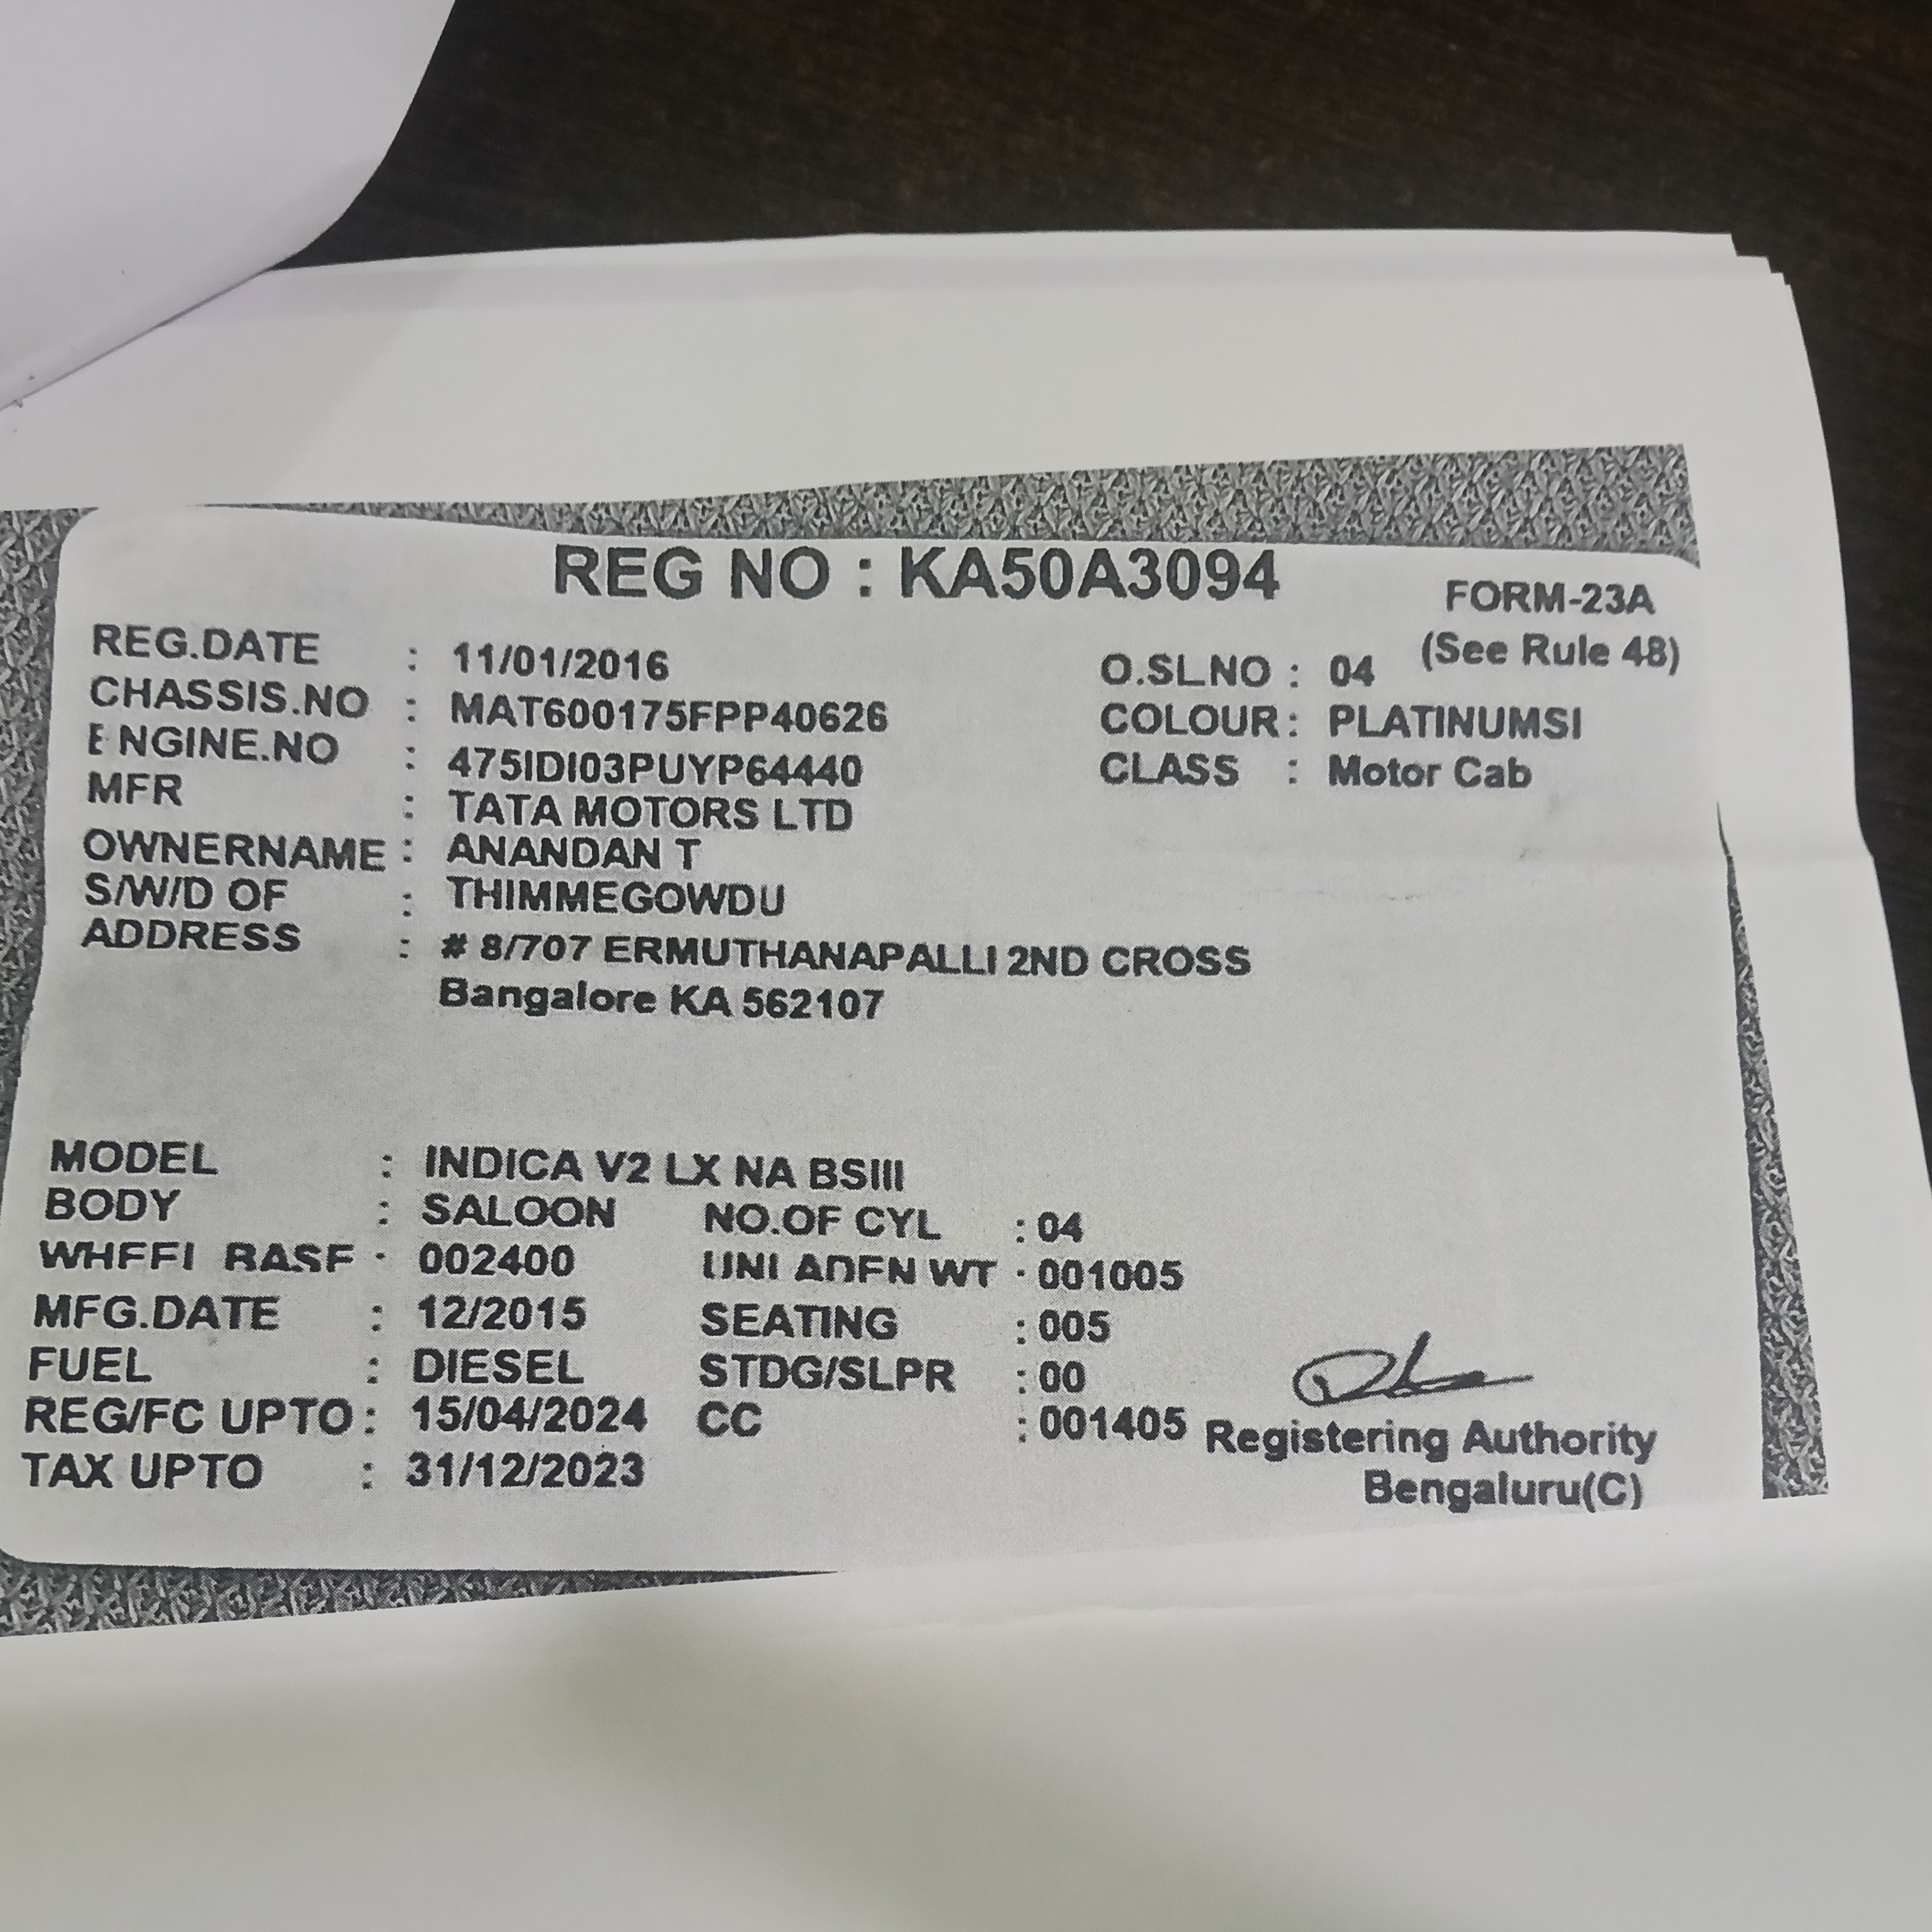 REG NO : KA50A3094
FORM-23A
(See Rule 48)
REG.DATE : 11/01/2016 O.SL.NO : 04
CHASSIS.NO : MAT600175FPP40626 COLOUR : PLATINUMSI
ENGINE.NO : 475IDI03PUYP64440 CLASS : Motor Cab
MFR : TATA MOTORS LTD
OWNERNAME : ANANDAN T
S/W/D OF : THIMMEGOWDU
ADDRESS : # 8/707 ERMUTHANAPALLI 2ND CROSS
Bangalore KA 562107
MODEL : INDICA V2 LX NA BSIII
BODY : SALOON NO.OF CYL : 04
WHEEL BASE : 002400 UNLADEN WT : 001005
MFG.DATE : 12/2015 SEATING : 005
FUEL : DIESEL STDG/SLPR : 00
REG/FC UPTO : 15/04/2024 CC : 001405
TAX UPTO : 31/12/2023
Registering Authority
Bengaluru(C)